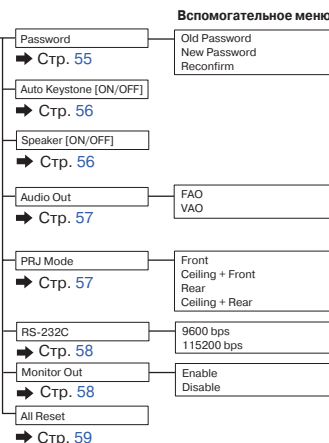 Вспомогательное меню
Password
Old Password
New Password
Reconfirm
➡ Стр. 55
Auto Keystone [ON/OFF]
➡ Стр. 56
Speaker [ON/OFF]
➡ Стр. 56
Audio Out
FAO
VAO
➡ Стр. 57
PRJ Mode
Front
Ceiling + Front
Rear
Ceiling + Rear
➡ Стр. 57
RS-232C
9600 bps
115200 bps
➡ Стр. 58
Monitor Out
Enable
Disable
➡ Стр. 58
All Reset
➡ Стр. 59